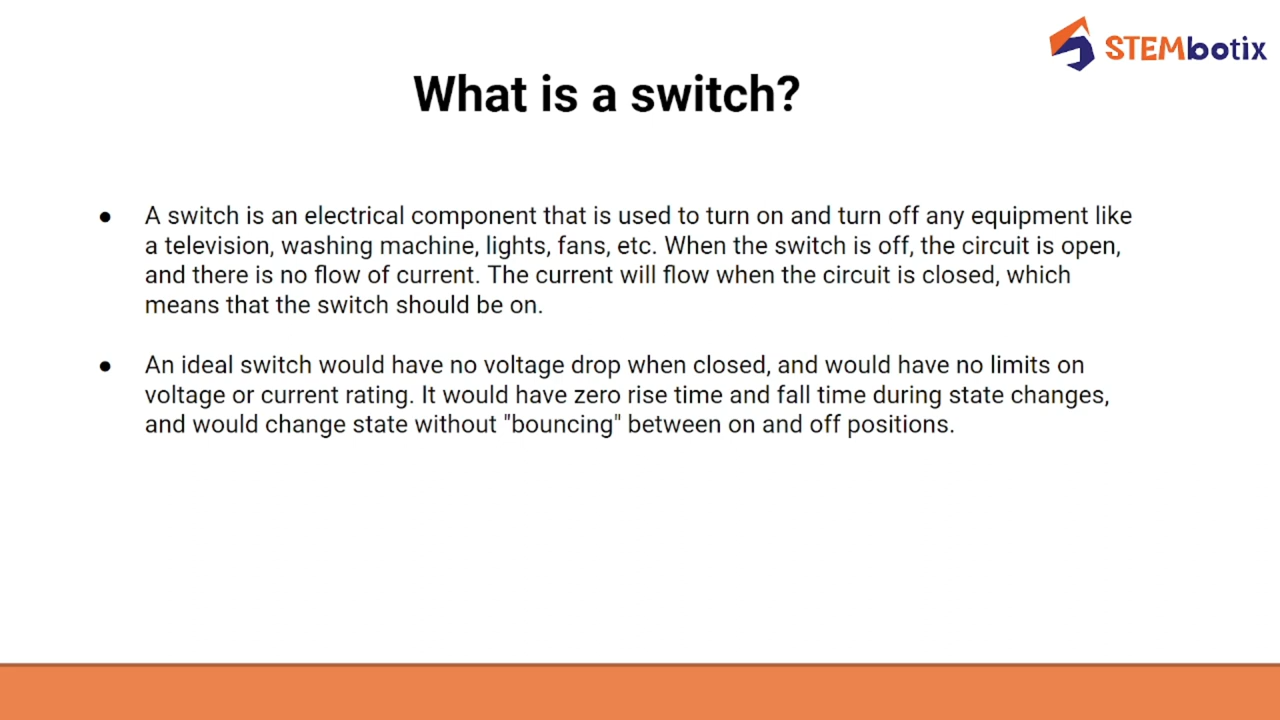 STEMbotix
What is a switch?
● A switch is an electrical component that is used to turn on and turn off any equipment like
a television, washing machine, lights, fans, etc. When the switch is off, the circuit is open,
and there is no flow of current. The current will flow when the circuit is closed, which
means that the switch should be on.
● An ideal switch would have no voltage drop when closed, and would have no limits on
voltage or current rating. It would have zero rise time and fall time during state changes,
and would change state without "bouncing" between on and off positions.